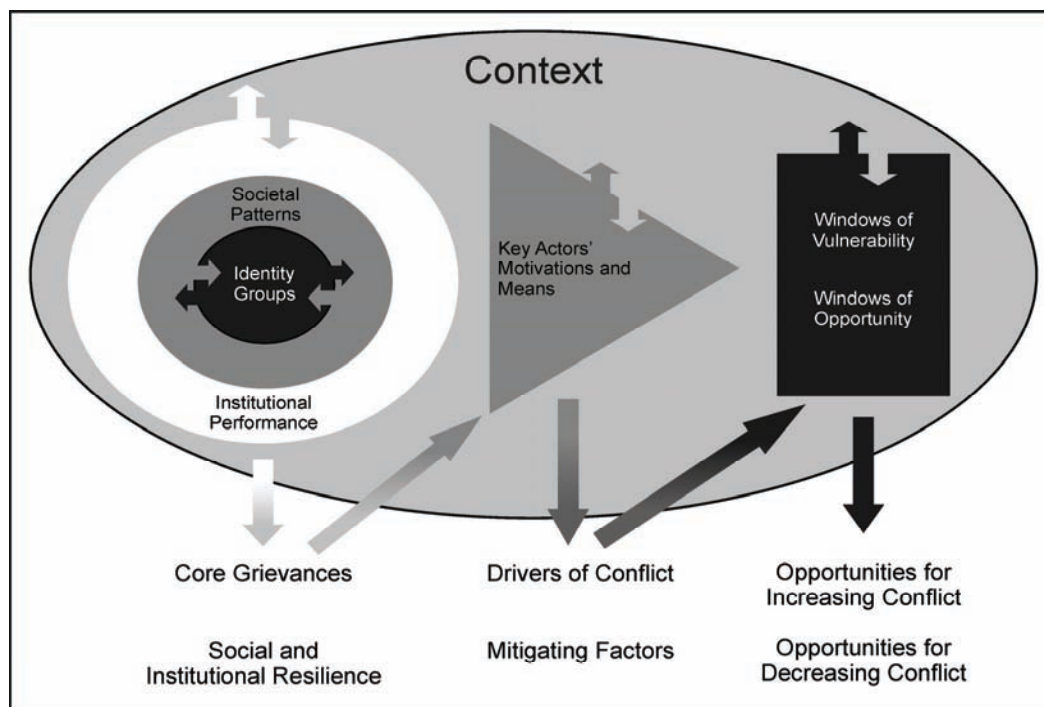 Context
Societal
Patterns
Identity
Groups
Institutional
Performance
Key Actors'
Motivations and
Means
Windows of
Vulnerability
Windows of
Opportunity
Core Grievances
Social and
Institutional Resilience
Drivers of Conflict
Mitigating Factors
Opportunities for
Increasing Conflict
Opportunities for
Decreasing Conflict